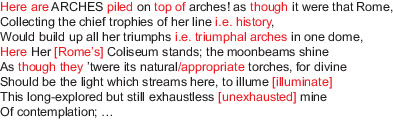 Here are ARCHES piled on top of arches! as though it were that Rome,
Collecting the chief trophies of her line i.e. history,
Would build up all her triumphs i.e. triumphal arches in one dome,
Here Her [Rome's] Coliseum stands; the moonbeams shine
As though they 'twere its natural/appropriate torches, for divine
Should be the light which streams here, to illume [illuminate]
This long-explored but still exhaustless [unexhausted] mine
Of contemplation; …